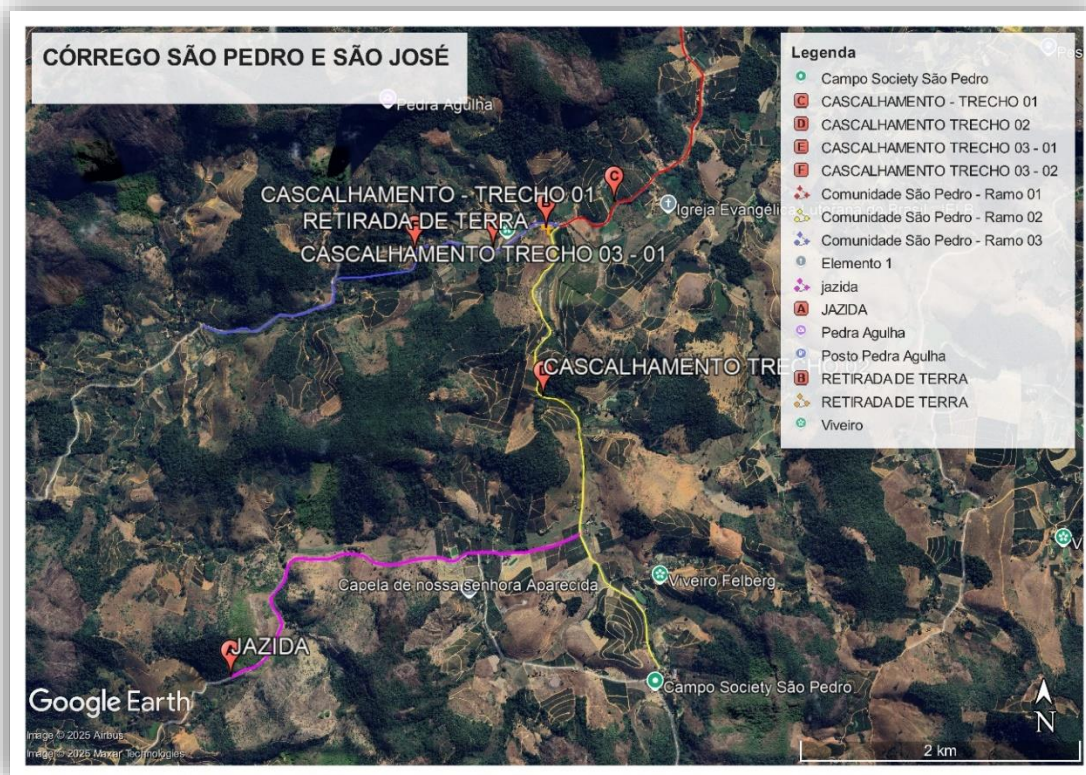 CÓRREGO SÃO PEDRO E SÃO JOSÉ
Pedra Agulha
CASCALHAMENTO - TRECHO 01
RETIRADA DE TERRA
CASCALHAMENTO TRECHO 03 - 01
C
Igreja Evangélica
CASCALHAMENTO TRECHO 02
Capela de nossa senhora Aparecida
Viveiro Felberg
JAZIDA
Campo Society São Pedro
Legenda
Campo Society São Pedro
C CASCALHAMENTO - TRECHO 01
D CASCALHAMENTO TRECHO 02
E CASCALHAMENTO TRECHO 03 - 01
F CASCALHAMENTO TRECHO 03 - 02
Comunidade São Pedro - Ramo 01
Comunidade São Pedro - Ramo 02
Comunidade São Pedro - Ramo 03
Elemento 1
jazida
A JAZIDA
Pedra Agulha
Posto Pedra Agulha
B RETIRADA DE TERRA
RETIRADA DE TERRA
Viveiro
Google Earth
Image © 2025 Airbus
Image © 2025 Maxar Technologies
N
2 km